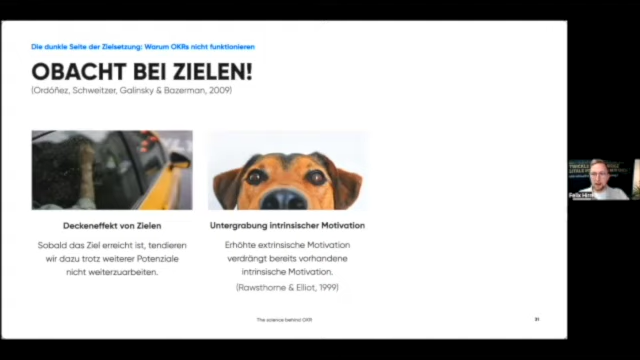 Die dunkle Seite der Zielsetzung: Warum OKRs nicht funktionieren
OBACHT BEI ZIELEN!
(Ordóñez, Schweitzer, Galinsky & Bazerman, 2009)
Deckeneffekt von Zielen
Sobald das Ziel erreicht ist, tendieren
wir dazu trotz weiterer Potenziale
nicht weiterzuarbeiten.
Untergrabung intrinsischer Motivation
Erhöhte extrinsische Motivation
verdrängt bereits vorhandene
intrinsische Motivation.
(Rawsthorne & Elliot, 1999)
The science behind OKR
31
Felix